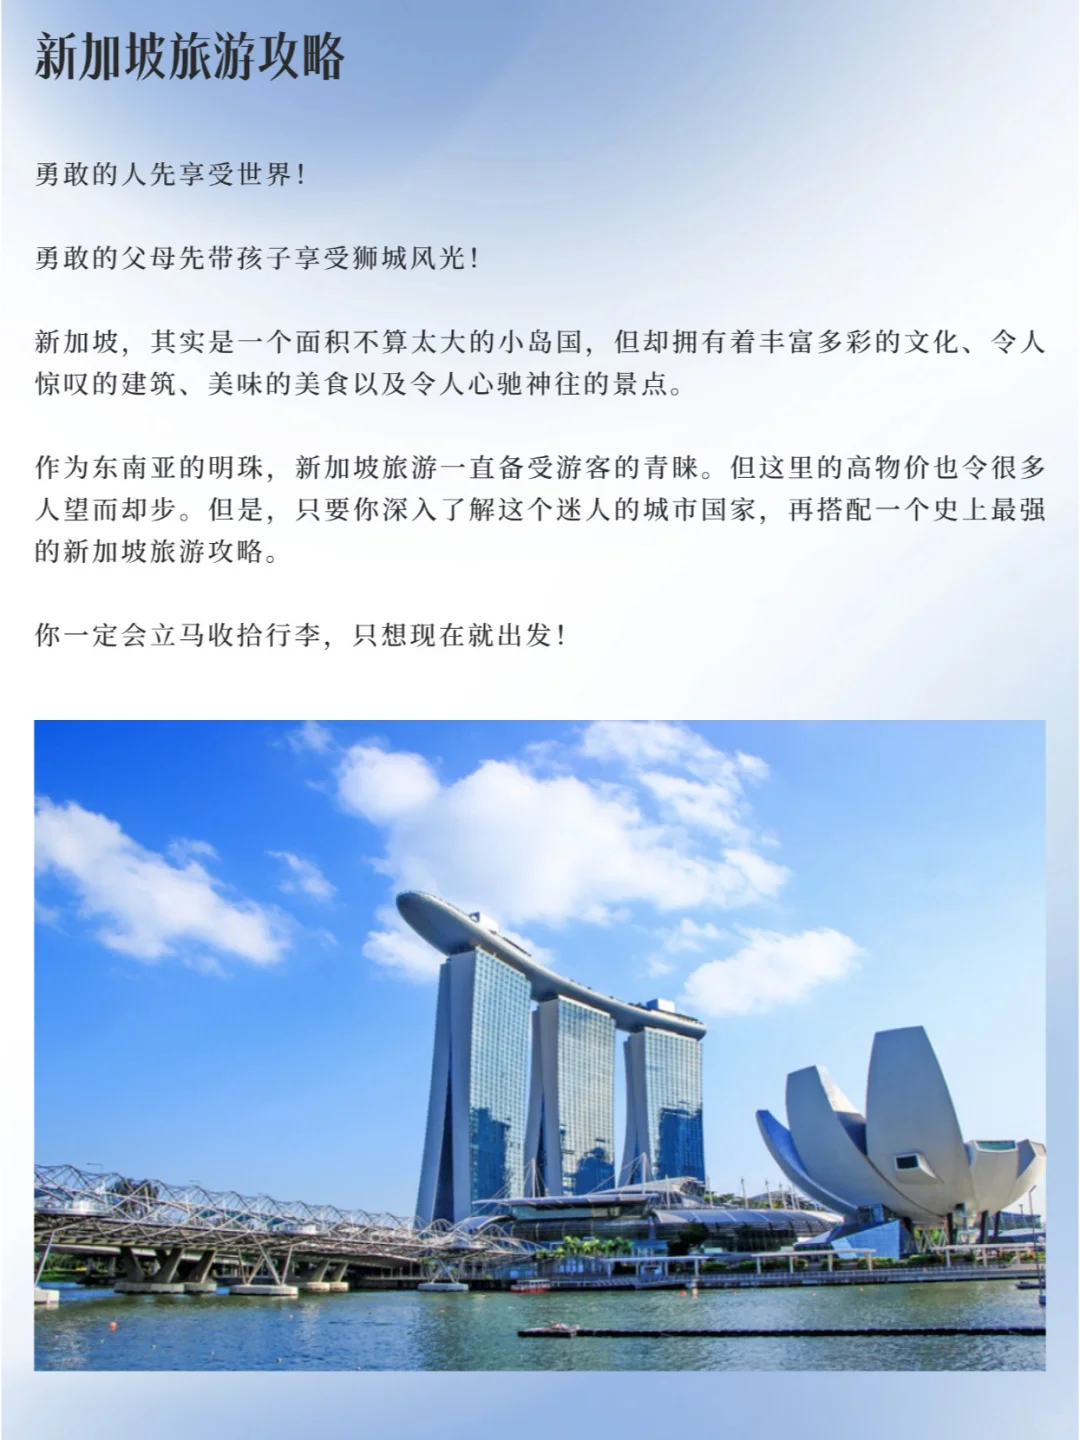 新加坡旅游攻略
勇敢的人先享受世界！
勇敢的父母先带孩子享受狮城风光！
新加坡，其实是一个面积不算太大的小岛国，但却拥有着丰富多彩的文化、令人
惊叹的建筑、美味的美食以及令人心驰神往的景点。
作为东南亚的明珠，新加坡旅游一直备受游客的青睐。但这里的高物价也令很多
人望而却步。但是，只要你深入了解这个迷人的城市国家，再搭配一个史上最强
的新加坡旅游攻略。
你一定会立马收拾行李，只想现在就出发！